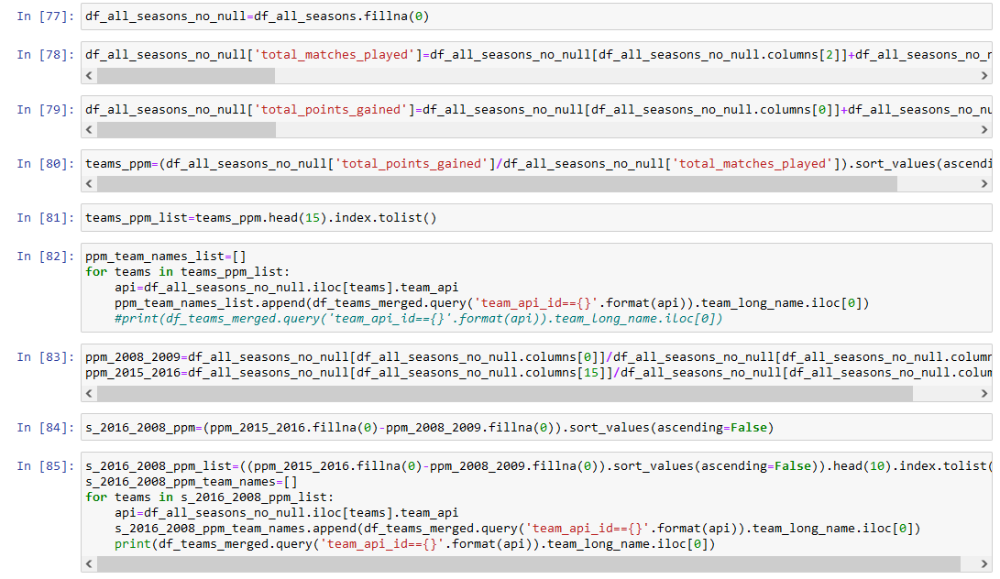 In [77]: df_all_seasons_no_null=df_all_seasons.fillna(0)
In [78]: df_all_seasons_no_null['total_matches_played']=df_all_seasons_no_null[df_all_seasons_no_null.columns[2]]+df_all_seasons_no_
In [79]: df_all_seasons_no_null['total_points_gained']=df_all_seasons_no_null[df_all_seasons_no_null.columns[0]]+df_all_seasons_no_nu
In [80]: teams_ppm=(df_all_seasons_no_null['total_points_gained']/df_all_seasons_no_null['total_matches_played']).sort_values(ascendi
In [81]: teams_ppm_list=teams_ppm.head(15).index.tolist()
In [82]: ppm_team_names_list=[]
for teams in teams_ppm_list:
    api=df_all_seasons_no_null.iloc[teams].team_api
    ppm_team_names_list.append(df_teams_merged.query('team_api_id=={}'.format(api)).team_long_name.iloc[0])
    #print(df_teams_merged.query('team_api_id=={}'.format(api)).team_long_name.iloc[0])
In [83]: ppm_2008_2009=df_all_seasons_no_null[df_all_seasons_no_null.columns[0]]/df_all_seasons_no_null[df_all_seasons_no_null.column
ppm_2015_2016=df_all_seasons_no_null[df_all_seasons_no_null.columns[15]]/df_all_seasons_no_null[df_all_seasons_no_null.colum
In [84]: s_2016_2008_ppm=(ppm_2015_2016.fillna(0)-ppm_2008_2009.fillna(0)).sort_values(ascending=False)
In [85]: s_2016_2008_ppm_list=((ppm_2015_2016.fillna(0)-ppm_2008_2009.fillna(0)).sort_values(ascending=False)).head(10).index.tolist(
s_2016_2008_ppm_team_names=[]
for teams in s_2016_2008_ppm_list:
    api=df_all_seasons_no_null.iloc[teams].team_api
    s_2016_2008_ppm_team_names.append(df_teams_merged.query('team_api_id=={}'.format(api)).team_long_name.iloc[0])
    print(df_teams_merged.query('team_api_id=={}'.format(api)).team_long_name.iloc[0])